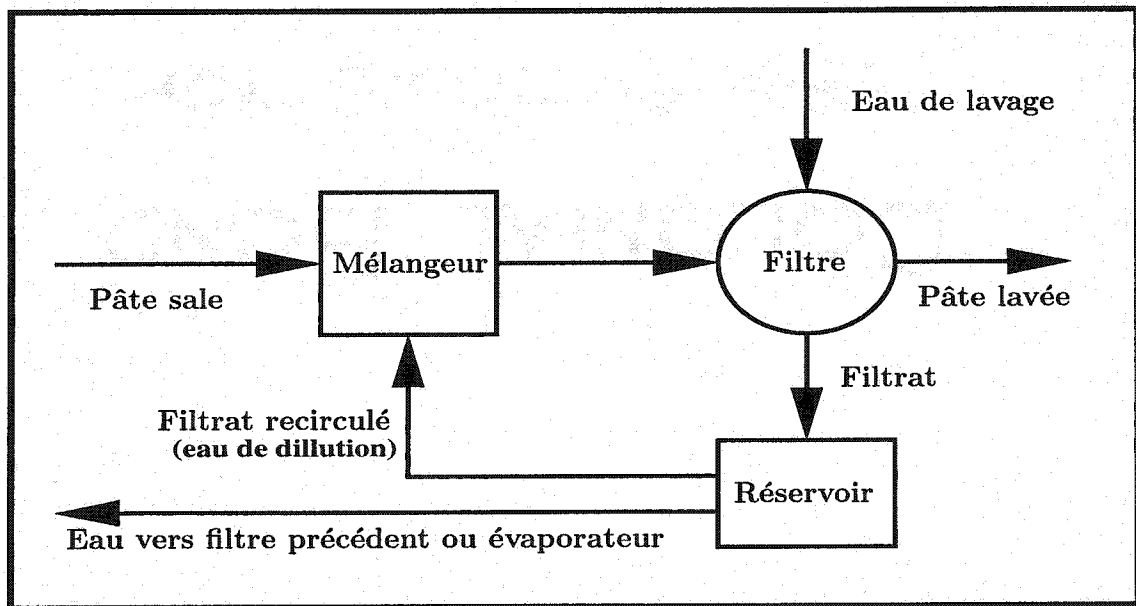 Eau de lavage
Mélangeur
Filtre
Pâte sale
Pâte lavée
Filtrat
Filtrat recirculé
(eau de dillution)
Réservoir
Eau vers filtre précédent ou évaporateur